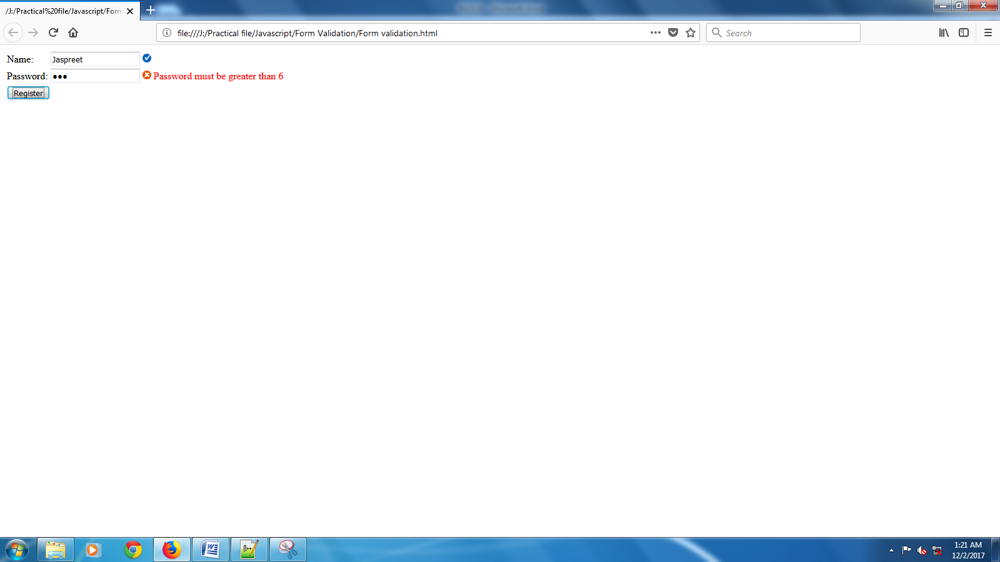 /J:/Practical%20file/Javascript/Form
file:///J:/Practical file/Javascript/Form Validation/Form validation.html
Search
Name: Jaspreet
Password: ●●● Password must be greater than 6
Register
1:21 AM
12/2/2017